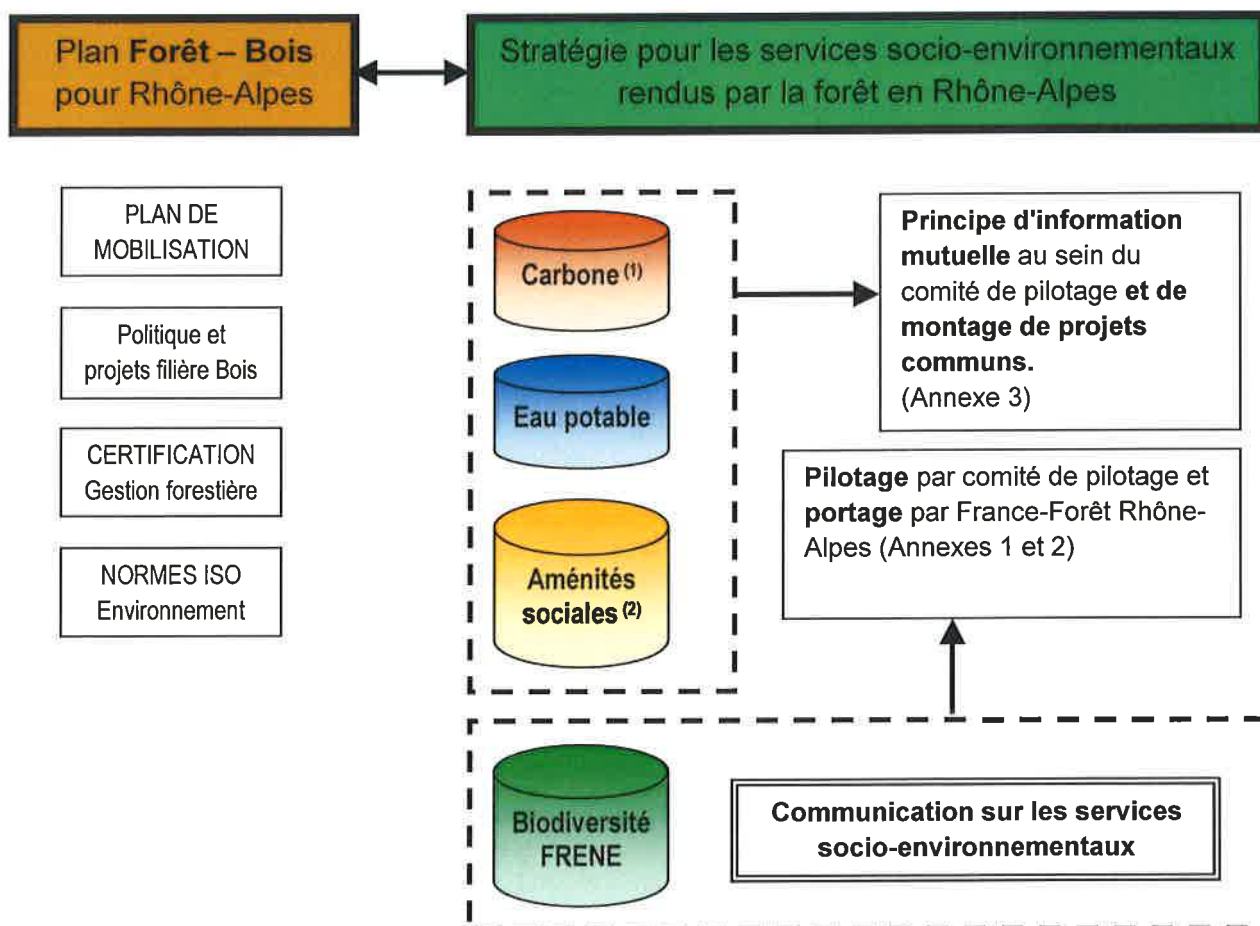 Plan Forêt – Bois
pour Rhône-Alpes
Stratégie pour les services socio-environnementaux
rendus par la forêt en Rhône-Alpes
PLAN DE
MOBILISATION
Politique et
projets filière Bois
CERTIFICATION
Gestion forestière
NORMES ISO
Environnement
Carbone (1)
Eau potable
Aménités
sociales (2)
Principe d'information
mutuelle au sein du
comité de pilotage et de
montage de projets
communs.
(Annexe 3)
Pilotage par comité de pilotage et
portage par France-Forêt Rhône-
Alpes (Annexes 1 et 2)
Biodiversité
FRENE
Communication sur les services
socio-environnementaux